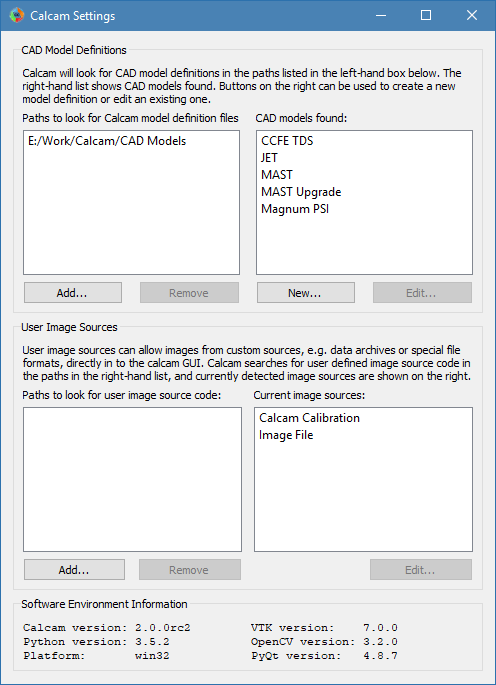 Calcam Settings
CAD Model Definitions
Calcam will look for CAD model definitions in the paths listed in the left-hand box below. The
right-hand list shows CAD models found. Buttons on the right can be used to create a new
model definition or edit an existing one.
Paths to look for Calcam model definition files
CAD models found:
E:/Work/Calcam/CAD Models
CCFE TDS
JET
MAST
MAST Upgrade
Magnum PSI
Add... Remove New... Edit...
User Image Sources
User image sources can allow images from custom sources, e.g. data archives or special file
formats, directly in to the calcam GUI. Calcam searches for user defined image source code in
the paths in the right-hand list, and currently detected image sources are shown on the right.
Paths to look for user image source code:
Current image sources:
Calcam Calibration
Image File
Add... Remove Edit...
Software Environment Information
Calcam version: 2.0.0rc2 VTK version: 7.0.0
Python version: 3.5.2 OpenCV version: 3.2.0
Platform: win32 PyQt version: 4.8.7